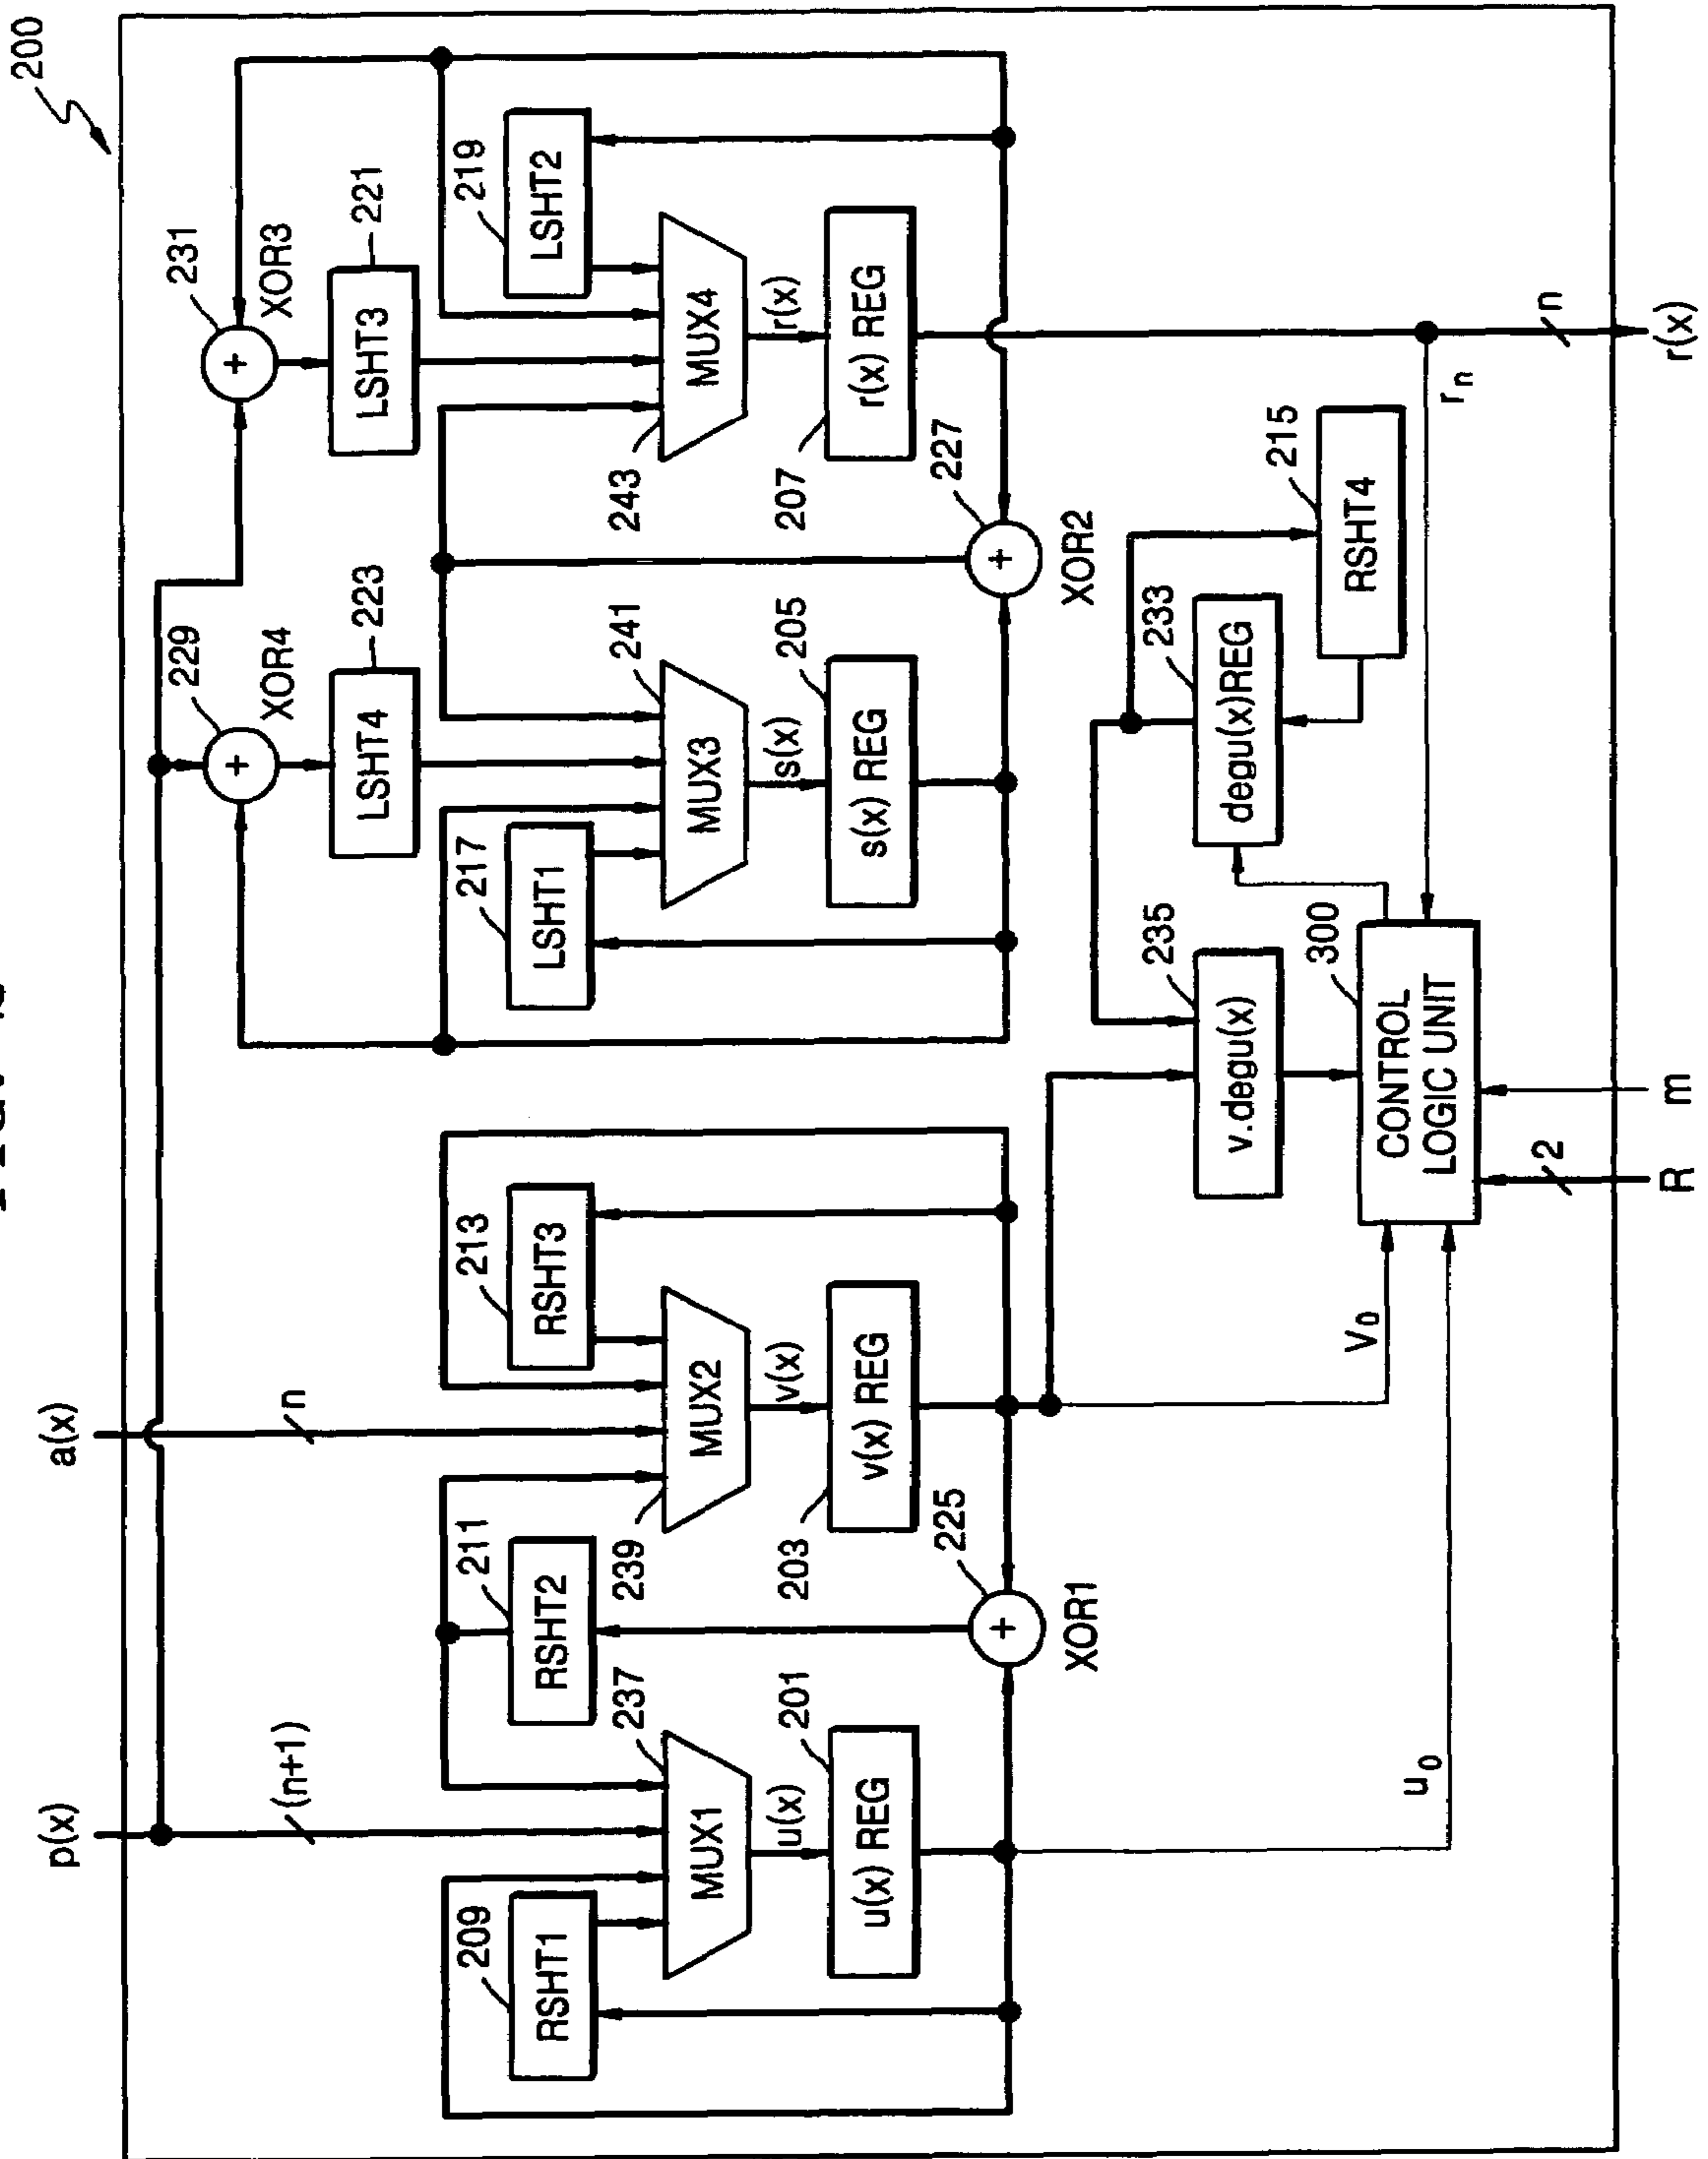 200
p(x)
a(x)
(n+1)
n
209
RSHT1
237
MUX1
u(x)
201
u(x) REG
211
RSHT2
225
XOR1
+
239
MUX2
v(x)
203
v(x) REG
213
RSHT3
229
+
XOR4
LSHT4
223
217
LSHT1
241
MUX3
s(x)
205
s(x) REG
231
+
XOR3
LSHT3
221
219
LSHT2
243
MUX4
r(x)
207
r(x) REG
227
+
XOR2
235
v.degu(x)
233
degu(x)REG
215
RSHT4
300
CONTROL
LOGIC UNIT
V0
u0
rn
2
n
R
m
r(x)